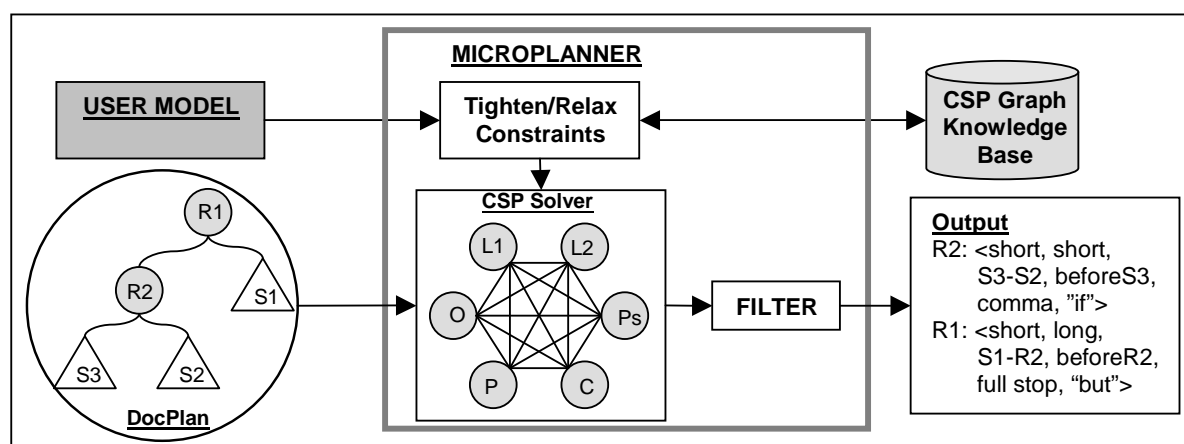 MICROPLANNER
USER MODEL
Tighten/Relax
Constraints
CSP Graph
Knowledge
Base
R1
R2
S1
S3
S2
DocPlan
CSP Solver
L1
L2
O
Ps
P
C
FILTER
Output
R2: <short, short,
S3-S2, beforeS3,
comma, ”if”>
R1: <short, long,
S1-R2, beforeR2,
full stop, “but”>